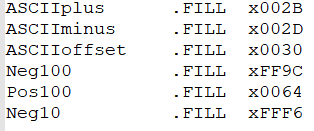 ASCIIplus .FILL x002B
ASCIIminus .FILL x002D
ASCIIoffset .FILL x0030
Neg100 .FILL xFF9C
Pos100 .FILL x0064
Neg10 .FILL xFFF6